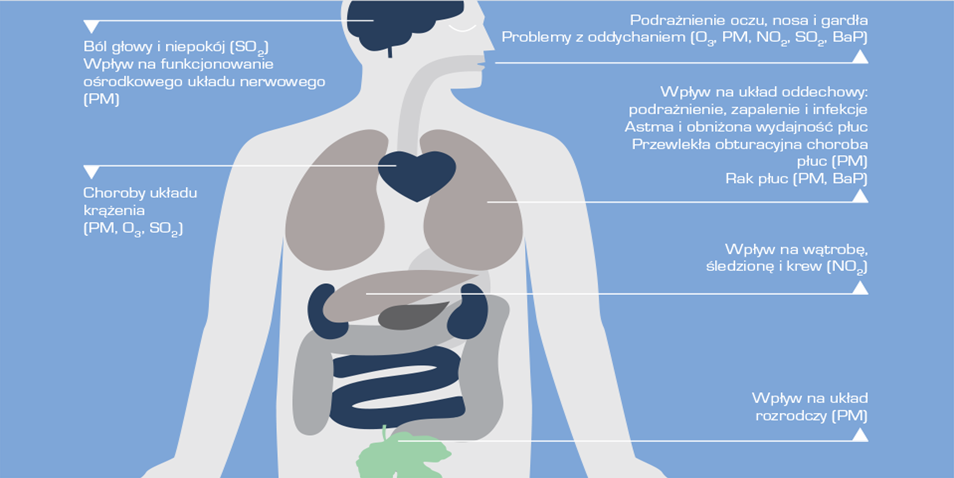 Ból głowy i niepokój (SO₂)
Wpływ na funkcjonowanie
ośrodkowego układu nerwowego
(PM)
Choroby układu
krążenia
(PM, O₃, SO₂)
Podrażnienie oczu, nosa i gardła
Problemy z oddychaniem (O₃, PM, NO₂, SO₂, BaP)
Wpływ na układ oddechowy:
podrażnienie, zapalenie i infekcje
Astma i obniżona wydajność płuc
Przewlekła obturacyjna choroba
płuc (PM)
Rak płuc (PM, BaP)
Wpływ na wątrobę,
śledzionę i krew (NO₂)
Wpływ na układ
rozrodczy (PM)